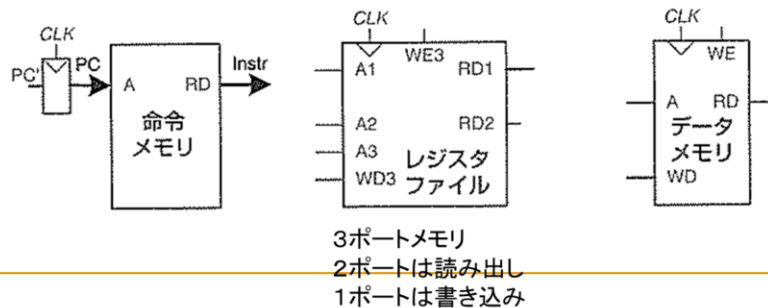 CLK
PC'
PC
A
RD
Instr
命令
メモリ
CLK
WE3
A1
RD1
A2
RD2
A3
WD3
レジスタ
ファイル
CLK
WE
A
RD
データ
メモリ
WD
3ポートメモリ
2ポートは読み出し
1ポートは書き込み